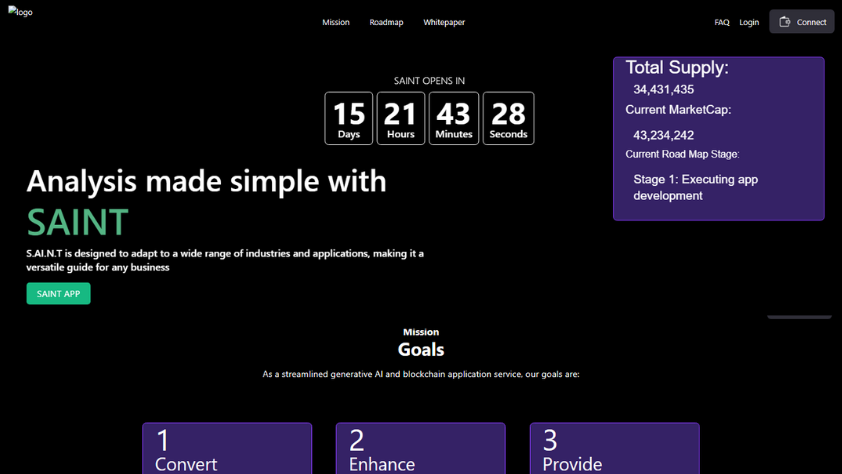 logo
Mission
Roadmap
Whitepaper
FAQ
Login
Connect
SAINT OPENS IN
15
21
43
28
Days
Hours
Minutes
Seconds
Total Supply:
34,431,435
Current MarketCap:
43,234,242
Current Road Map Stage:
Stage 1: Executing app
development
Analysis made simple with
SAINT
S.AI.N.T is designed to adapt to a wide range of industries and applications, making it a
versatile guide for any business
SAINT APP
Mission
Goals
As a streamlined generative AI and blockchain application service, our goals are:
1
Convert
2
Enhance
3
Provide